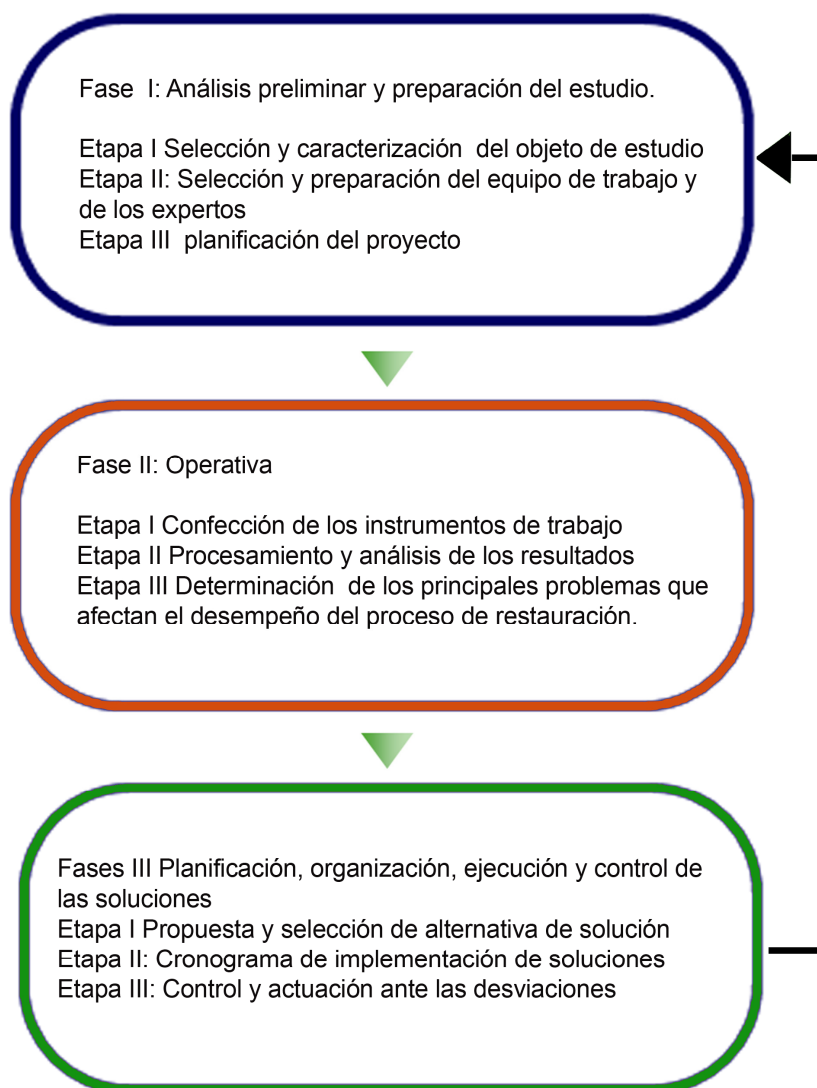 Fase I: Análisis preliminar y preparación del estudio.
Etapa I Selección y caracterización del objeto de estudio
Etapa II: Selección y preparación del equipo de trabajo y
de los expertos
Etapa III planificación del proyecto
Fase II: Operativa
Etapa I Confección de los instrumentos de trabajo
Etapa II Procesamiento y análisis de los resultados
Etapa III Determinación de los principales problemas que
afectan el desempeño del proceso de restauración.
Fases III Planificación, organización, ejecución y control de
las soluciones
Etapa I Propuesta y selección de alternativa de solución
Etapa II: Cronograma de implementación de soluciones
Etapa III: Control y actuación ante las desviaciones